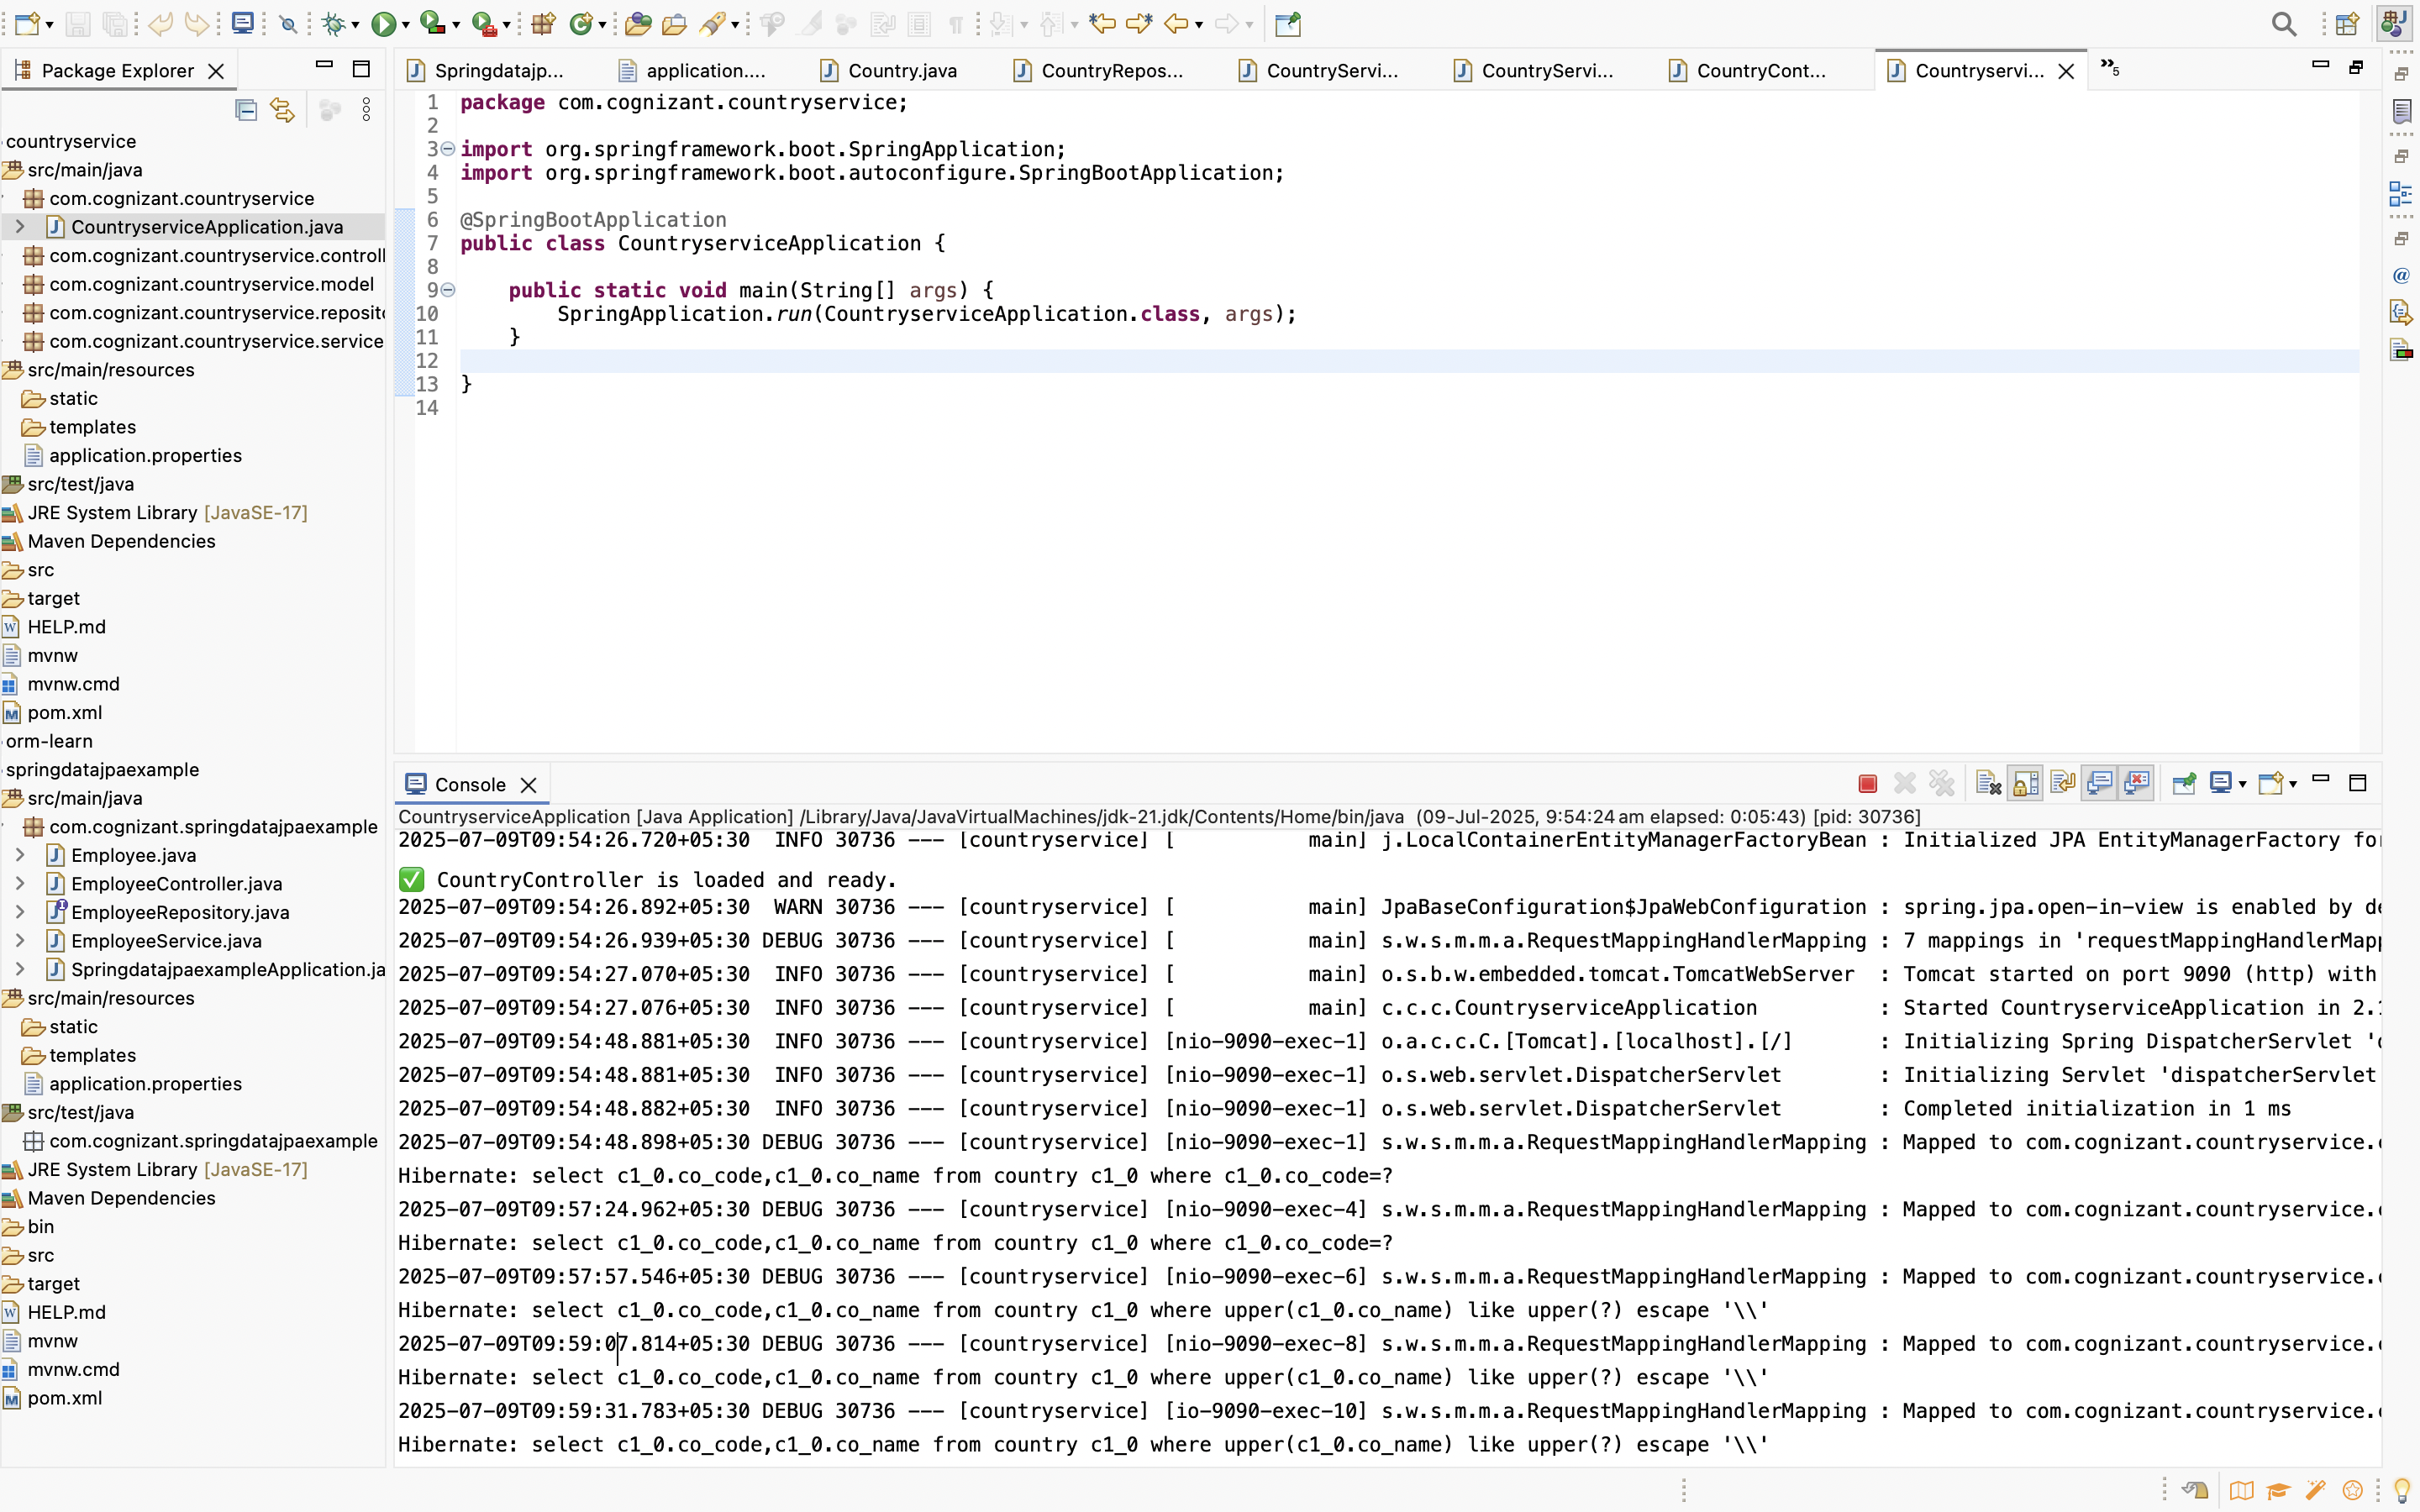 Package Explorer
countryservice
src/main/java
com.cognizant.countryservice
CountryserviceApplication.java
com.cognizant.countryservice.controll
com.cognizant.countryservice.model
com.cognizant.countryservice.reposito
com.cognizant.countryservice.service
src/main/resources
static
templates
application.properties
src/test/java
JRE System Library [JavaSE-17]
Maven Dependencies
src
target
HELP.md
mvnw
mvnw.cmd
pom.xml
orm-learn
springdatajpaexample
src/main/java
com.cognizant.springdatajpaexample
Employee.java
EmployeeController.java
EmployeeRepository.java
EmployeeService.java
SpringdatajpaexampleApplication.ja
src/main/resources
static
templates
application.properties
src/test/java
com.cognizant.springdatajpaexample
JRE System Library [JavaSE-17]
Maven Dependencies
bin
src
target
HELP.md
mvnw
mvnw.cmd
pom.xml
Springdatajp... application.... Country.java CountryRepos... CountryServi... CountryServi... CountryCont... Countryservi... »5
1 package com.cognizant.countryservice;
2
3 import org.springframework.boot.SpringApplication;
4 import org.springframework.boot.autoconfigure.SpringBootApplication;
5
6 @SpringBootApplication
7 public class CountryserviceApplication {
8
9 public static void main(String[] args) {
10 SpringApplication.run(CountryserviceApplication.class, args);
11 }
12
13 }
14
Console
CountryserviceApplication [Java Application] /Library/Java/JavaVirtualMachines/jdk-21.jdk/Contents/Home/bin/java (09-Jul-2025, 9:54:24 am elapsed: 0:05:43) [pid: 30736]
2025-07-09T09:54:26.720+05:30 INFO 30736 --- [countryservice] [ main] j.LocalContainerEntityManagerFactoryBean : Initialized JPA EntityManagerFactory for
✅ CountryController is loaded and ready.
2025-07-09T09:54:26.892+05:30 WARN 30736 --- [countryservice] [ main] JpaBaseConfiguration$JpaWebConfiguration : spring.jpa.open-in-view is enabled by de
2025-07-09T09:54:26.939+05:30 DEBUG 30736 --- [countryservice] [ main] s.w.s.m.m.a.RequestMappingHandlerMapping : 7 mappings in 'requestMappingHandlerMapp
2025-07-09T09:54:27.070+05:30 INFO 30736 --- [countryservice] [ main] o.s.b.w.embedded.tomcat.TomcatWebServer : Tomcat started on port 9090 (http) with
2025-07-09T09:54:27.076+05:30 INFO 30736 --- [countryservice] [ main] c.c.c.CountryserviceApplication : Started CountryserviceApplication in 2.1
2025-07-09T09:54:48.881+05:30 INFO 30736 --- [countryservice] [nio-9090-exec-1] o.a.c.c.C.[Tomcat].[localhost].[/] : Initializing Spring DispatcherServlet 'd
2025-07-09T09:54:48.881+05:30 INFO 30736 --- [countryservice] [nio-9090-exec-1] o.s.web.servlet.DispatcherServlet : Initializing Servlet 'dispatcherServlet
2025-07-09T09:54:48.882+05:30 INFO 30736 --- [countryservice] [nio-9090-exec-1] o.s.web.servlet.DispatcherServlet : Completed initialization in 1 ms
2025-07-09T09:54:48.898+05:30 DEBUG 30736 --- [countryservice] [nio-9090-exec-1] s.w.s.m.m.a.RequestMappingHandlerMapping : Mapped to com.cognizant.countryservice.c
Hibernate: select c1_0.co_code,c1_0.co_name from country c1_0 where c1_0.co_code=?
2025-07-09T09:57:24.962+05:30 DEBUG 30736 --- [countryservice] [nio-9090-exec-4] s.w.s.m.m.a.RequestMappingHandlerMapping : Mapped to com.cognizant.countryservice.c
Hibernate: select c1_0.co_code,c1_0.co_name from country c1_0 where c1_0.co_code=?
2025-07-09T09:57:57.546+05:30 DEBUG 30736 --- [countryservice] [nio-9090-exec-6] s.w.s.m.m.a.RequestMappingHandlerMapping : Mapped to com.cognizant.countryservice.c
Hibernate: select c1_0.co_code,c1_0.co_name from country c1_0 where upper(c1_0.co_name) like upper(?) escape '\\'
2025-07-09T09:59:07.814+05:30 DEBUG 30736 --- [countryservice] [nio-9090-exec-8] s.w.s.m.m.a.RequestMappingHandlerMapping : Mapped to com.cognizant.countryservice.c
Hibernate: select c1_0.co_code,c1_0.co_name from country c1_0 where upper(c1_0.co_name) like upper(?) escape '\\'
2025-07-09T09:59:31.783+05:30 DEBUG 30736 --- [countryservice] [io-9090-exec-10] s.w.s.m.m.a.RequestMappingHandlerMapping : Mapped to com.cognizant.countryservice.c
Hibernate: select c1_0.co_code,c1_0.co_name from country c1_0 where upper(c1_0.co_name) like upper(?) escape '\\'